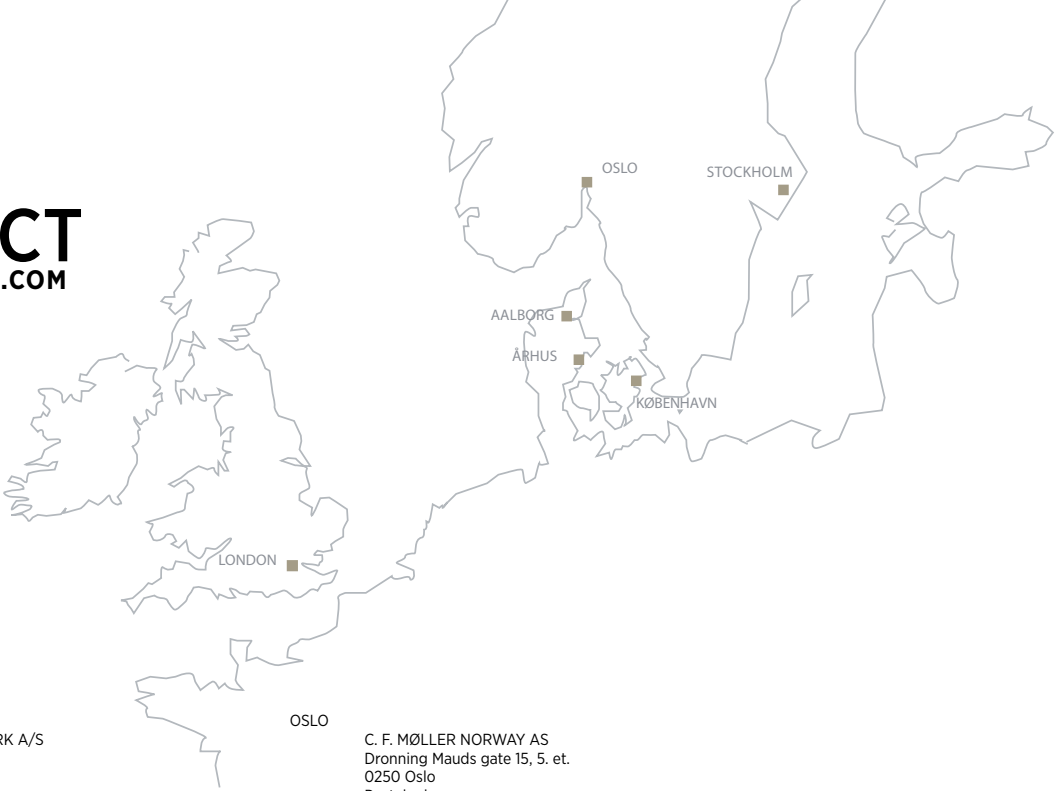 OSLO
STOCKHOLM
CT
.COM
AALBORG
ÅRHUS
KØBENHAVN
LONDON
OSLO
RK A/S
C. F. MØLLER NORWAY AS
Dronning Mauds gate 15, 5. et.
0250 Oslo